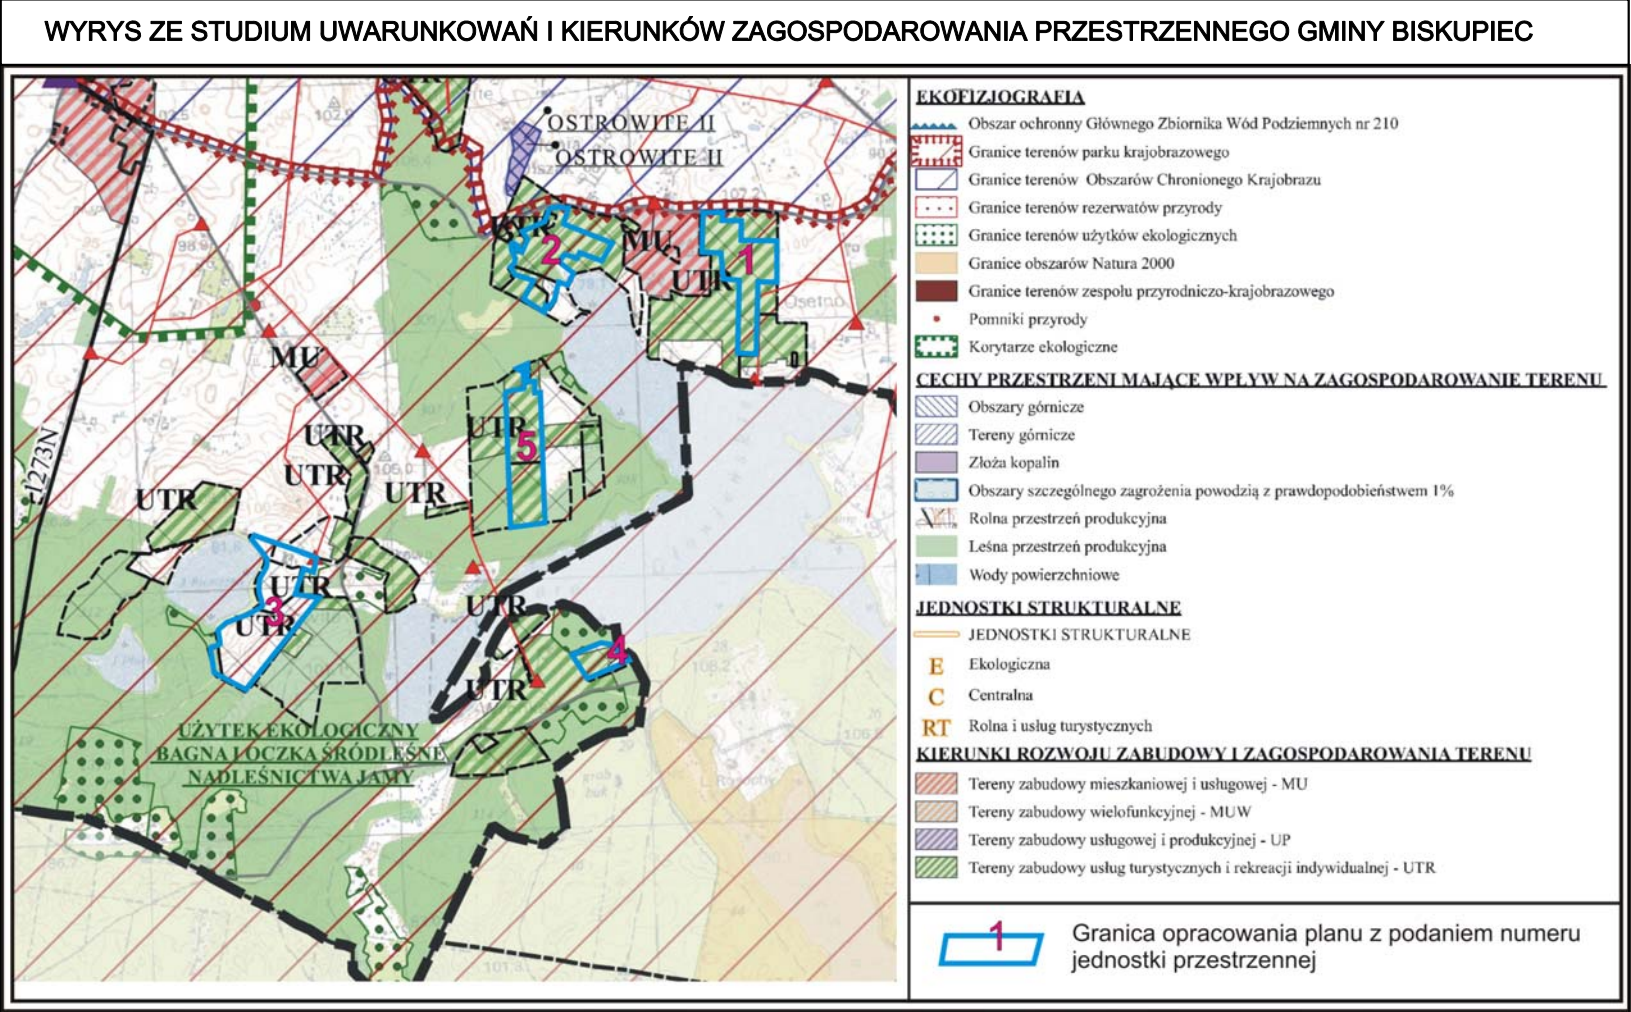 WYRYS ZE STUDIUM UWARUNKOWAŃ I KIERUNKÓW ZAGOSPODAROWANIA PRZESTRZENNEGO GMINY BISKUPIEC
UTR
OSTROWITE II
OSTROWITE II
UTR
2
MU
1
UTR
Osetno
MU
UTR
5
UTR
UTR
UTR
UTR
1273N
105.0
UTR
3
UTR
UTR
4
UTR
108.2
UŻYTEK EKOLOGICZNY
BAGNA I OCZKA ŚRÓDLEŚNE
NADLEŚNICTWA JAMY
EKOFIZJOGRAFIA
Obszar ochronny Głównego Zbiornika Wód Podziemnych nr 210
Granice terenów parku krajobrazowego
Granice terenów Obszarów Chronionego Krajobrazu
Granice terenów rezerwatów przyrody
Granice terenów użytków ekologicznych
Granice obszarów Natura 2000
Granice terenów zespołu przyrodniczo-krajobrazowego
Pomniki przyrody
Korytarze ekologiczne
CECHY PRZESTRZENI MAJĄCE WPŁYW NA ZAGOSPODAROWANIE TERENU
Obszary górnicze
Tereny górnicze
Złoża kopalin
Obszary szczególnego zagrożenia powodzią z prawdopodobieństwem 1%
Rolna przestrzeń produkcyjna
Leśna przestrzeń produkcyjna
Wody powierzchniowe
JEDNOSTKI STRUKTURALNE
JEDNOSTKI STRUKTURALNE
E Ekologiczna
C Centralna
RT Rolna i usług turystycznych
KIERUNKI ROZWOJU ZABUDOWY I ZAGOSPODAROWANIA TERENU
Tereny zabudowy mieszkaniowej i usługowej - MU
Tereny zabudowy wielofunkcyjnej - MUW
Tereny zabudowy usługowej i produkcyjnej - UP
Tereny zabudowy usług turystycznych i rekreacji indywidualnej - UTR
1
Granica opracowania planu z podaniem numeru
jednostki przestrzennej